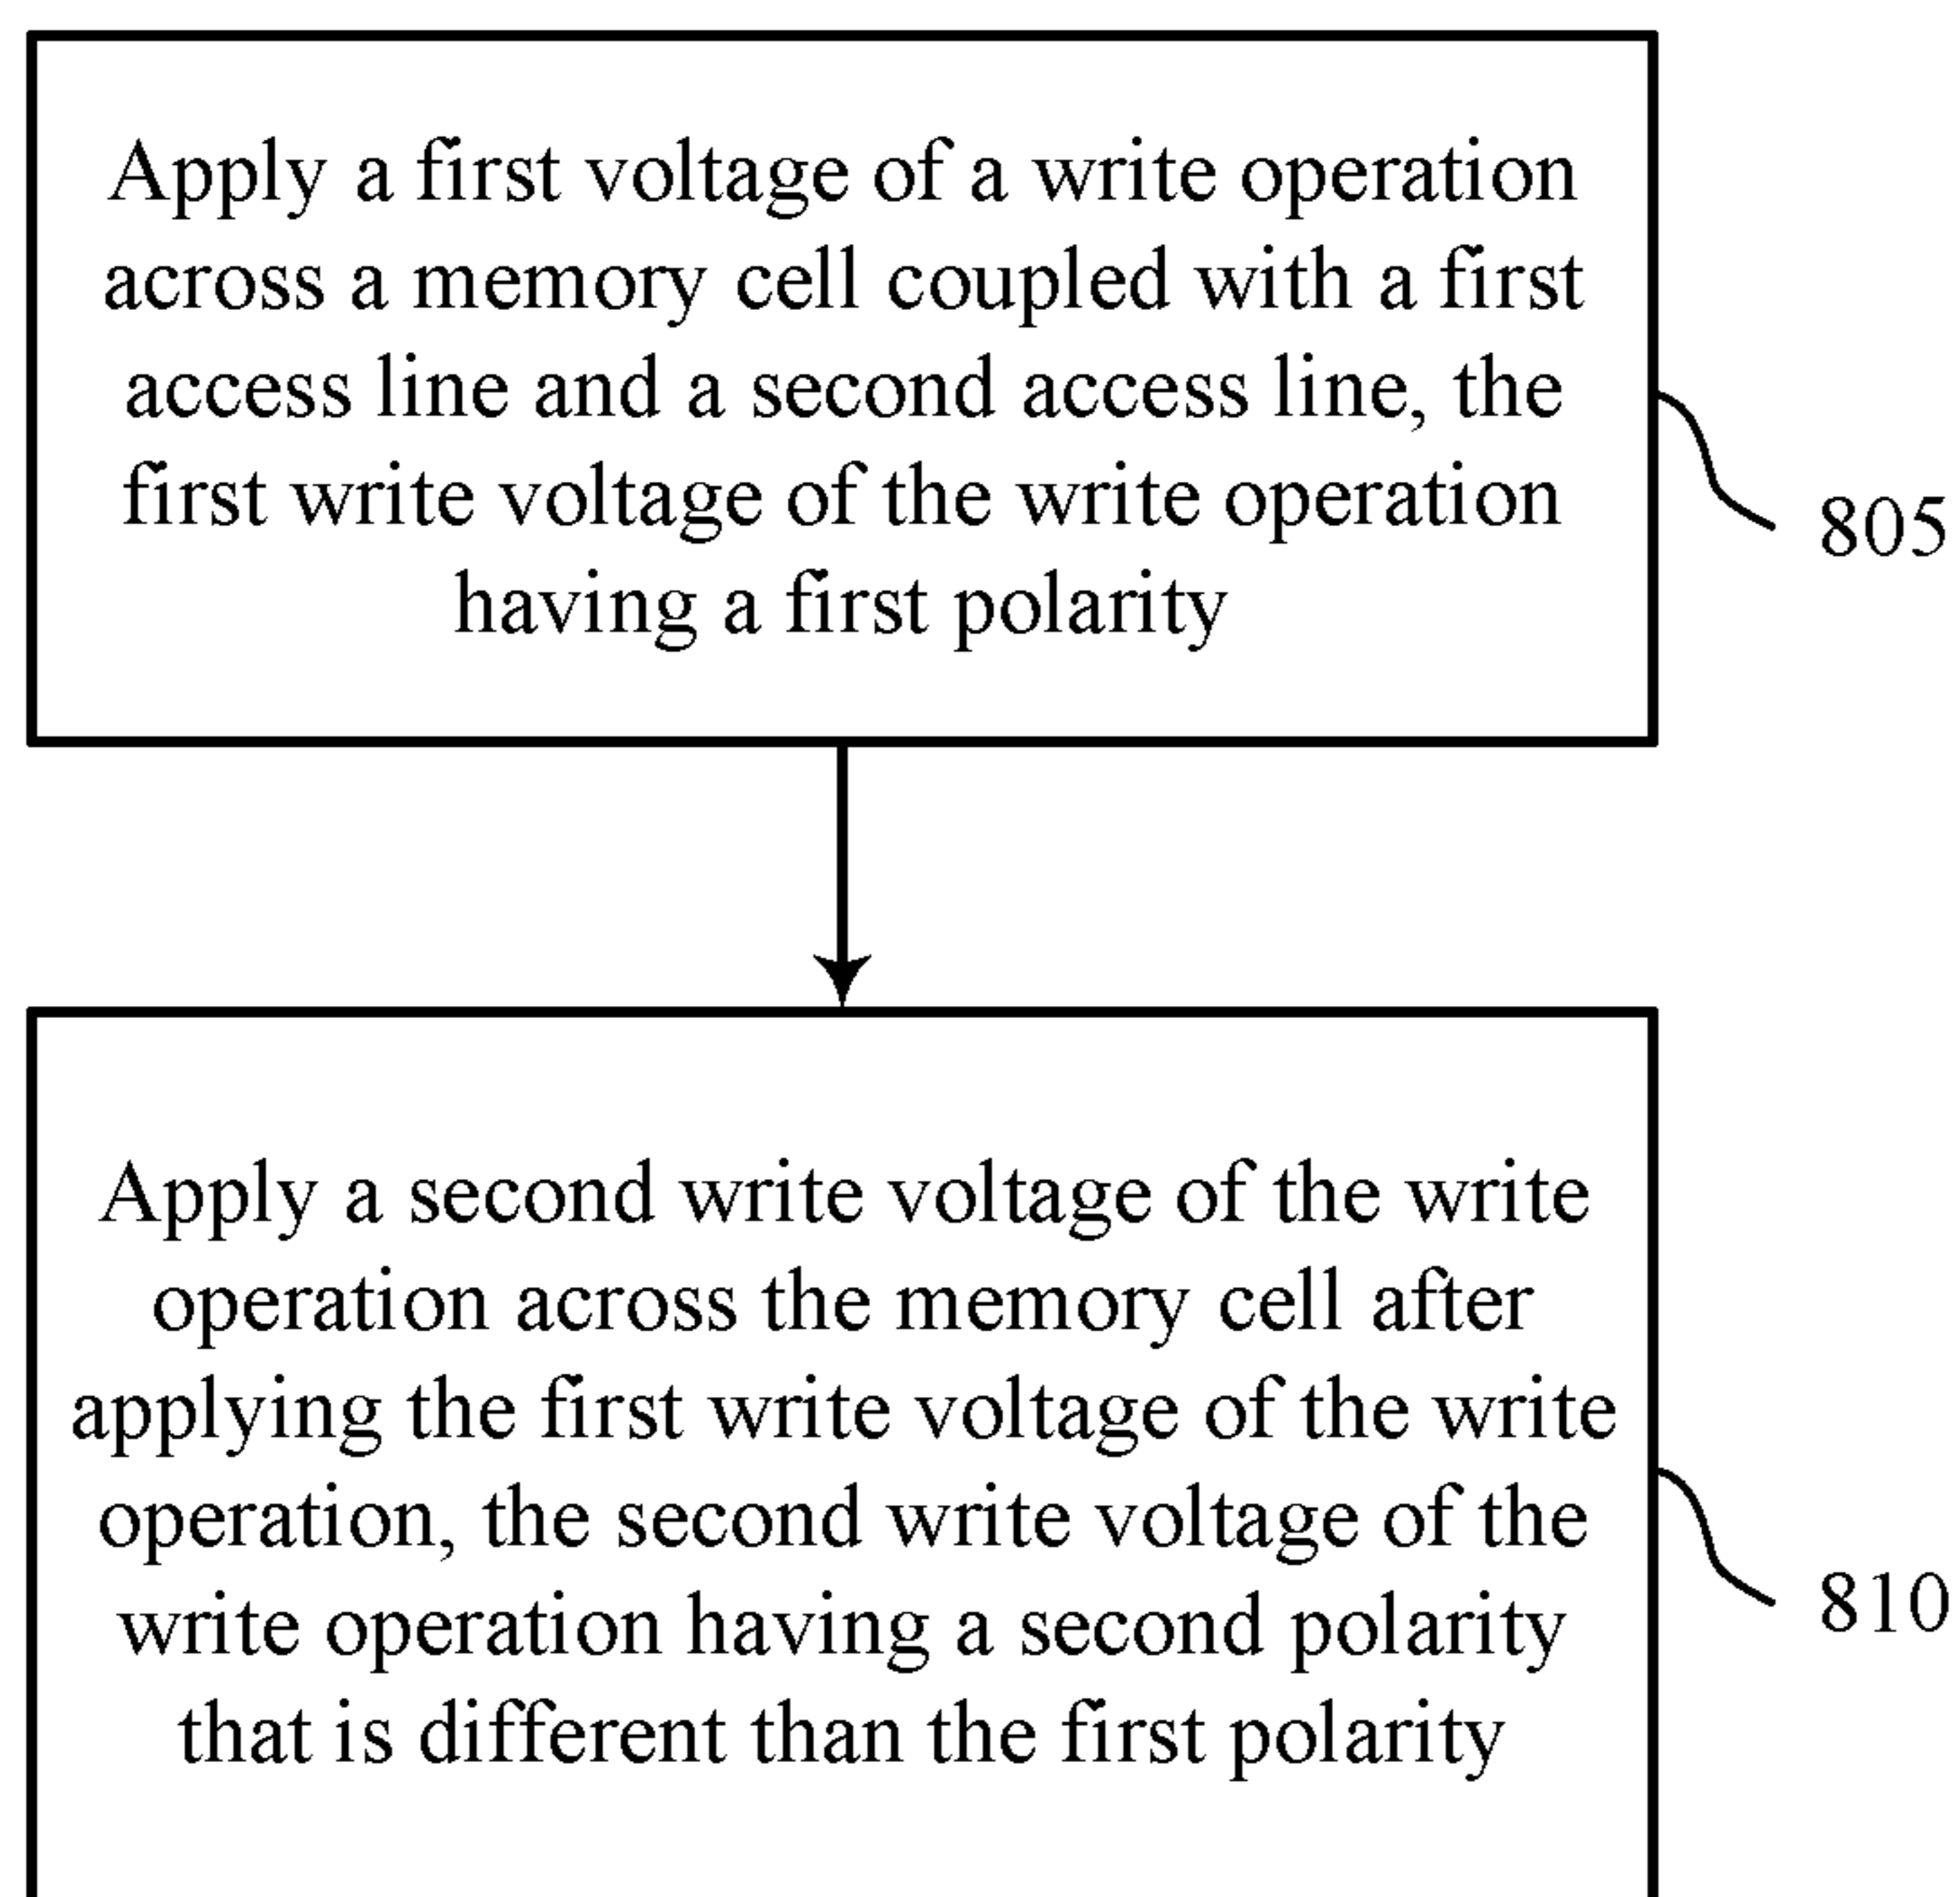 Apply a first voltage of a write operation
across a memory cell coupled with a first
access line and a second access line, the
first write voltage of the write operation
having a first polarity
805
Apply a second write voltage of the write
operation across the memory cell after
applying the first write voltage of the write
operation, the second write voltage of the
write operation having a second polarity
that is different than the first polarity
810